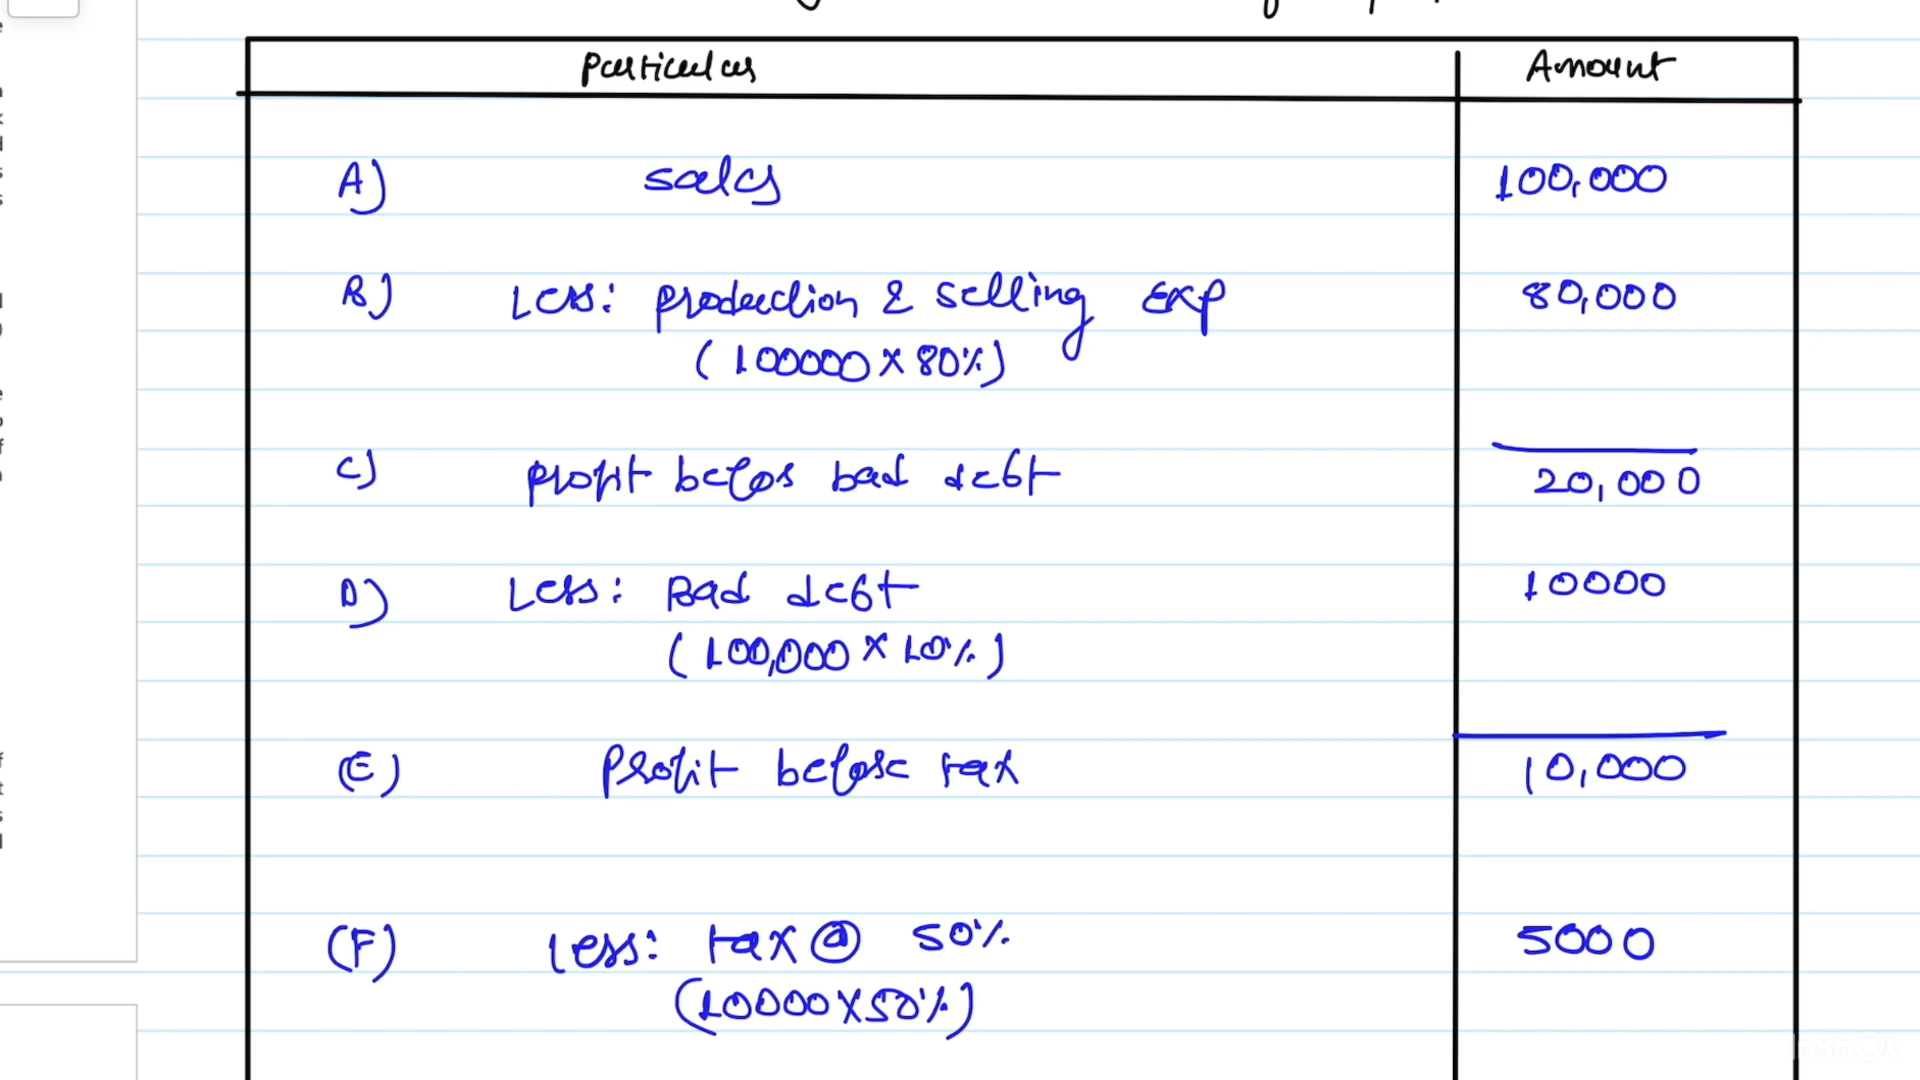 Particulars Amount
A) Sales 100,000
B) Less: production & selling Exp 80,000
(100000 × 80%)
C) profit before bad debt 20,000
D) Less: Bad debt 10000
(100,000 × 10%)
(E) Profit before tax 10,000
(F) Less: tax @ 50% 5000
(10000 × 50%)